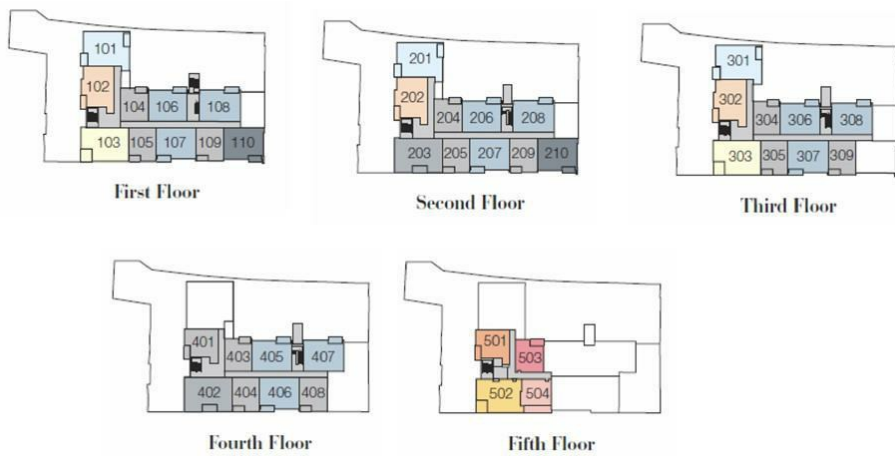 101
102
104 106 108
103 105 107 109 110
First Floor
201
202
204 206 208
203 205 207 209 210
Second Floor
301
302
304 306 308
303 305 307 309
Third Floor
401
403 405 407
402 404 406 408
Fourth Floor
501
503
502 504
Fifth Floor